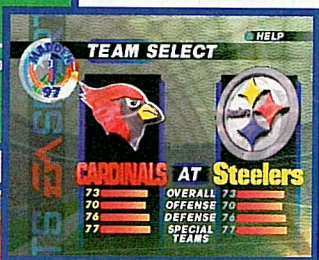 HELP
MADDEN
97
TEAM SELECT
EA SPORTS
CARDINALS AT Steelers
73 OVERALL 73
70 OFFENSE 70
76 DEFENSE 76
77 SPECIAL TEAMS 77